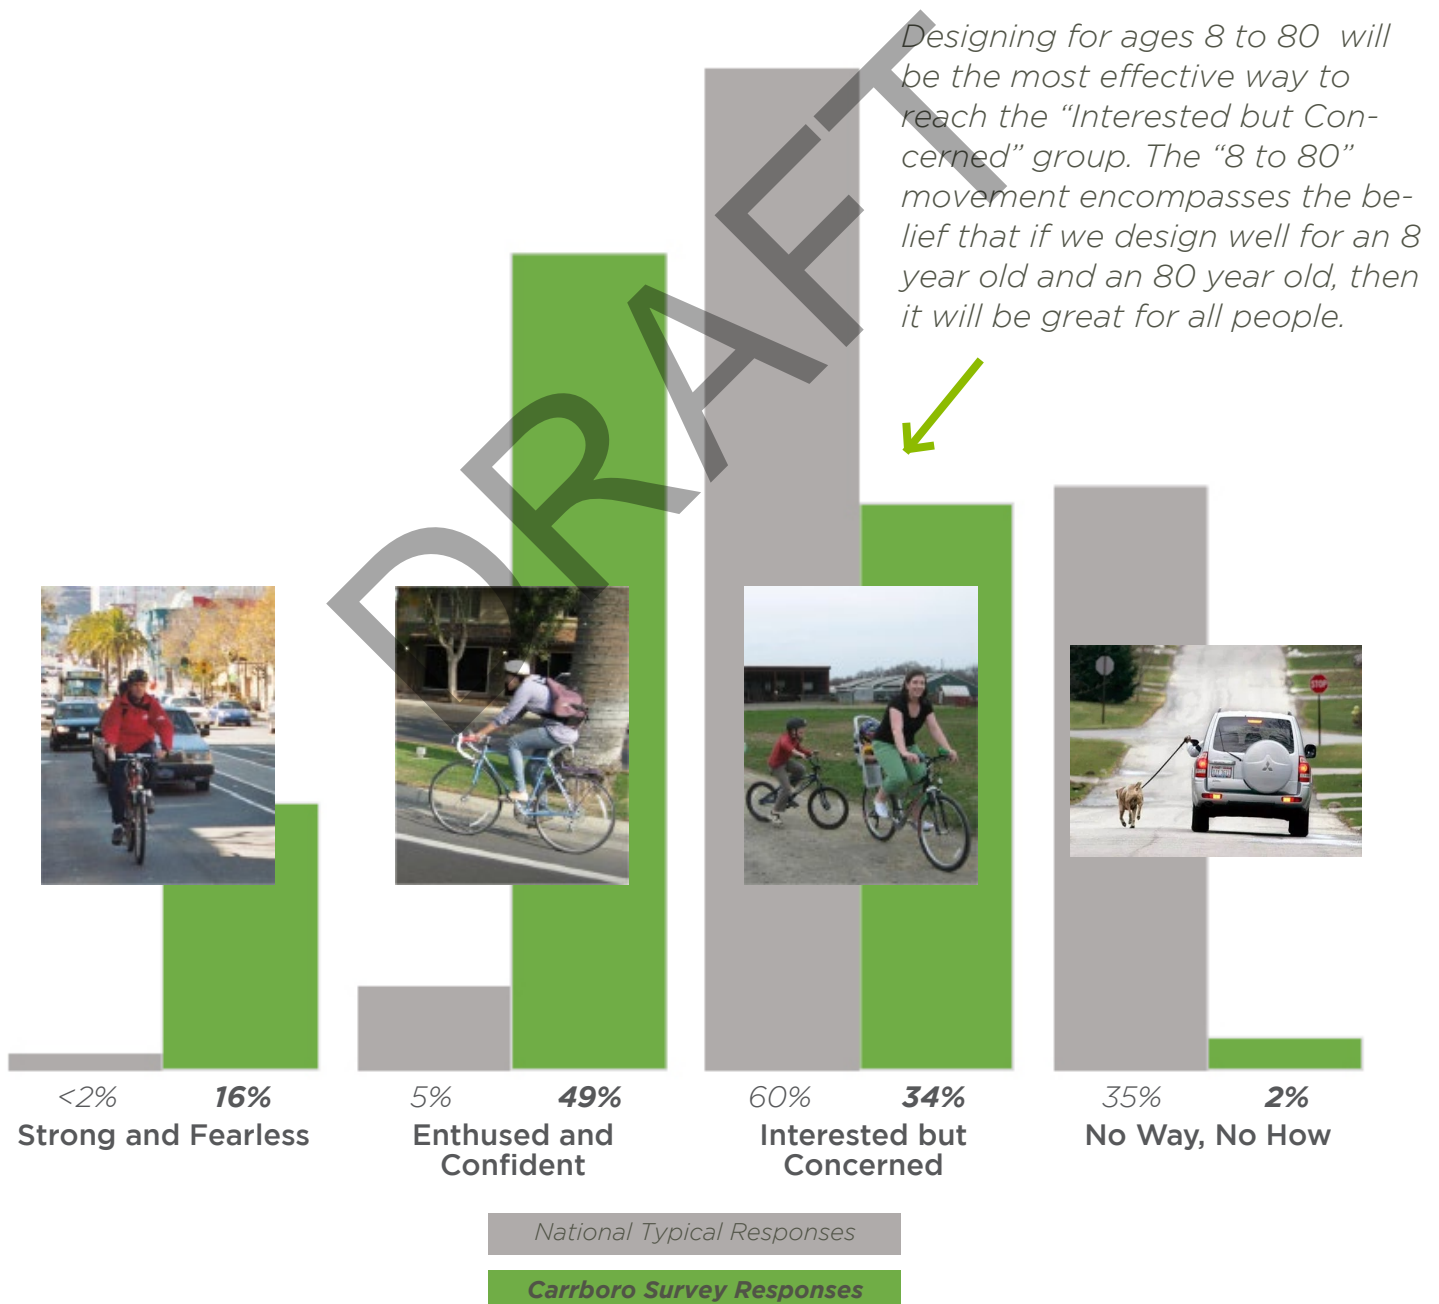 Designing for ages 8 to 80 will
be the most effective way to
reach the “Interested but Con-
cerned” group. The “8 to 80”
movement encompasses the be-
lief that if we design well for an 8
year old and an 80 year old, then
it will be great for all people.
DRAFT
STOP
<2% 16%
Strong and Fearless
5% 49%
Enthused and
Confident
60% 34%
Interested but
Concerned
35% 2%
No Way, No How
National Typical Responses
Carrboro Survey Responses